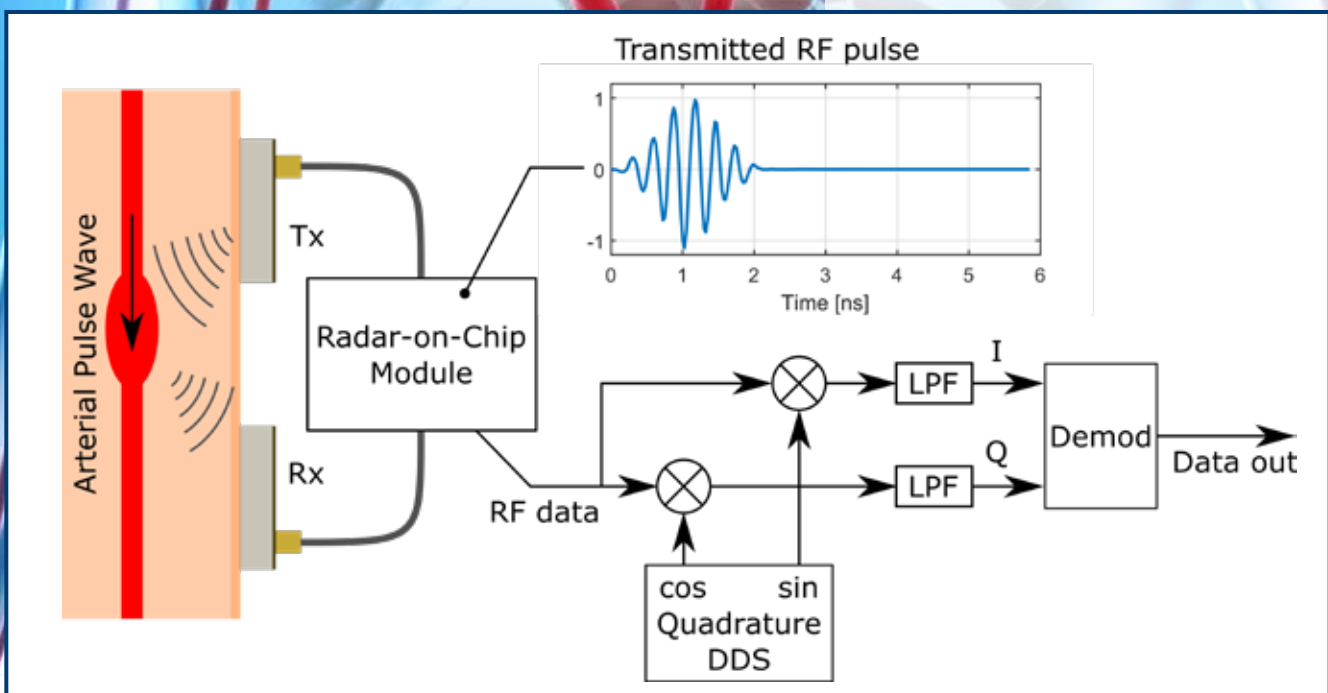 Transmitted RF pulse
1
0
-1
0 1 2 3 4 5 6
Time [ns]
Arterial Pulse Wave
Tx
Radar-on-Chip
Module
Rx
RF data
I
LPF
Q
LPF
Demod
Data out
cos sin
Quadrature
DDS